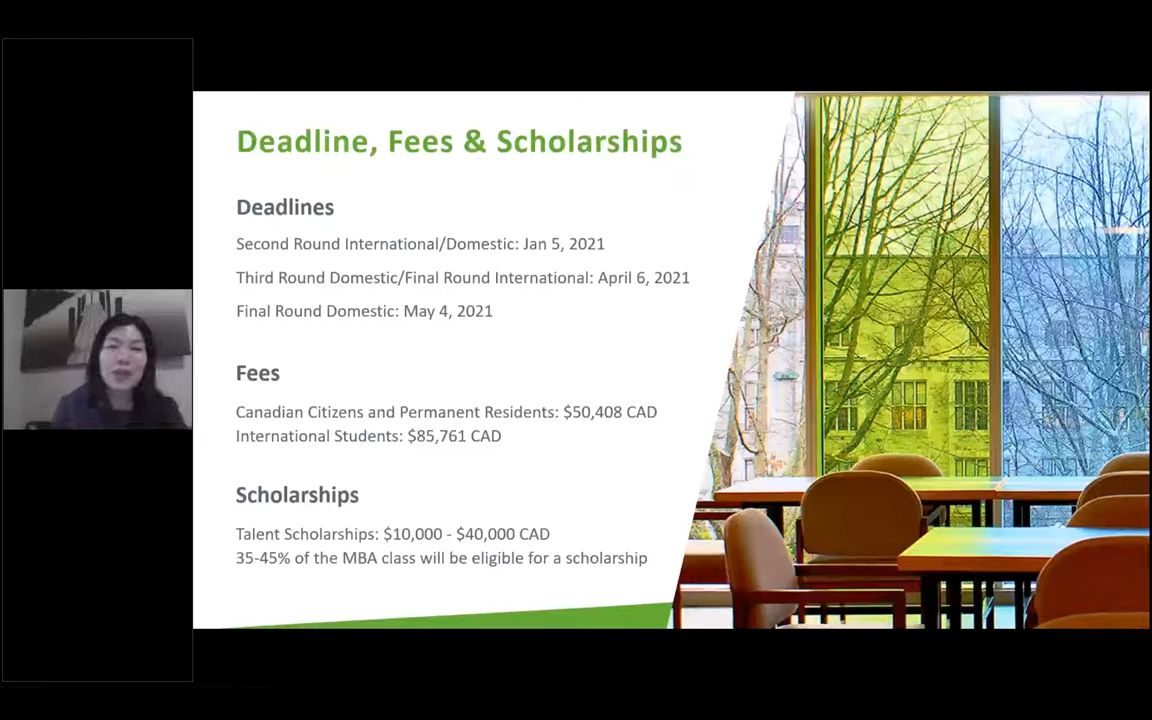 Deadline, Fees & Scholarships
Deadlines
Second Round International/Domestic: Jan 5, 2021
Third Round Domestic/Final Round International: April 6, 2021
Final Round Domestic: May 4, 2021
Fees
Canadian Citizens and Permanent Residents: $50,408 CAD
International Students: $85,761 CAD
Scholarships
Talent Scholarships: $10,000 - $40,000 CAD
35-45% of the MBA class will be eligible for a scholarship